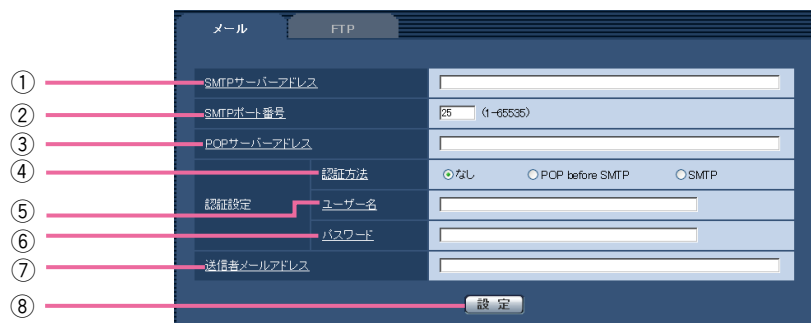 メール FTP
① SMTPサーバーアドレス
② SMTPポート番号 25 (1-65535)
③ POPサーバーアドレス
④ 認証方法 なし POP before SMTP SMTP
認証設定
⑤ ユーザー名
⑥ パスワード
⑦ 送信者メールアドレス
⑧ 設定